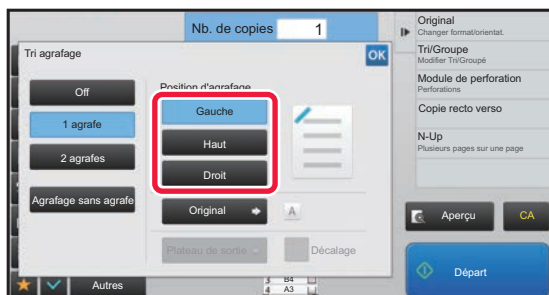 Nb. de copies 1
Tri agrafage
OK
Off
1 agrafe
2 agrafes
Agrafage sans agrafe
Position d'agrafage
Gauche
Haut
Droit
Original
A
Plateau de sortie
Décalage
Autres
3 B4
4 A3
Original
Changer format/orientat.
Tri/Groupe
Modifier Tri/Groupé
Module de perforation
Perforations
Copie recto verso
N-Up
Plusieurs pages sur une page
Aperçu
CA
Départ